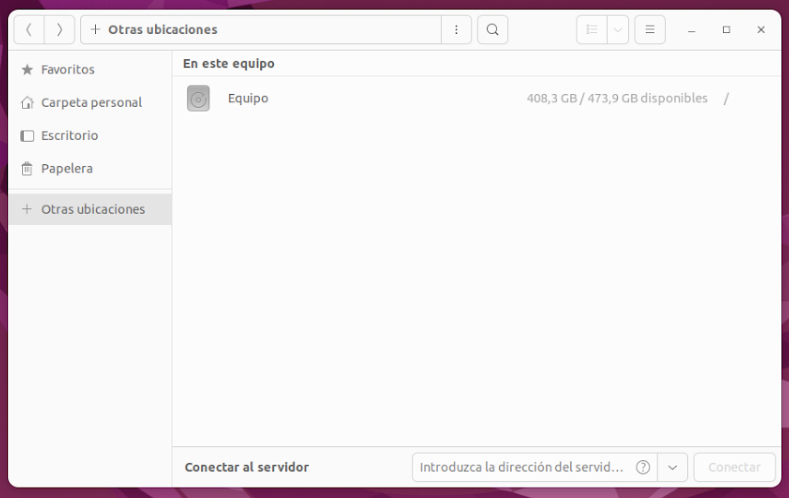 Otras ubicaciones
Favoritos
Carpeta personal
Escritorio
Papelera
Otras ubicaciones
En este equipo
Equipo 408,3 GB / 473,9 GB disponibles /
Conectar al servidor Introduzca la dirección del servid... ? Conectar